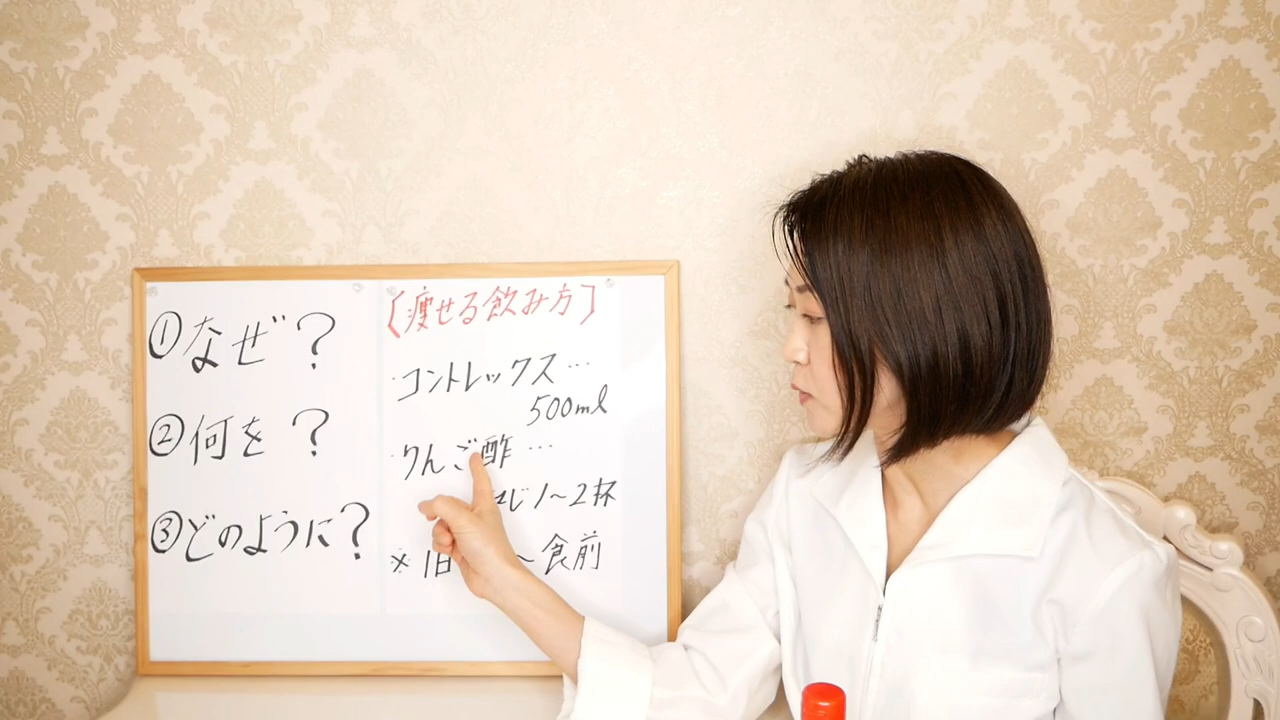 ①なぜ？
②何を？
③どのように？
〔痩せる飲み方〕
・コントレックス…
500ml
・りんご酢…
じ1〜2杯
※1日 〜食前